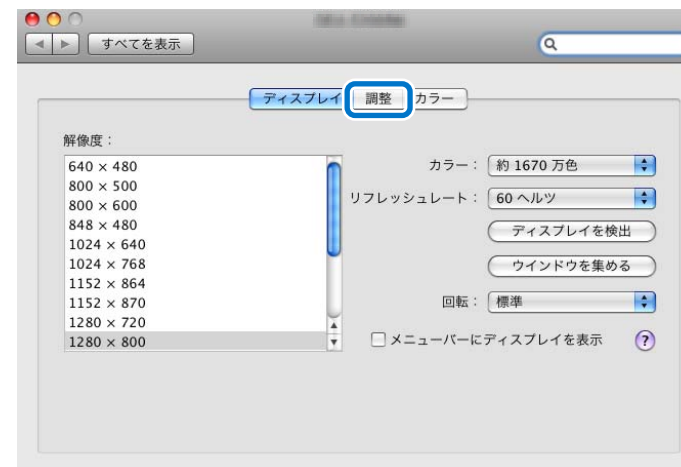 すべてを表示
ディスプレイ 調整 カラー
解像度：
640 × 480
800 × 500
800 × 600
848 × 480
1024 × 640
1024 × 768
1152 × 864
1152 × 870
1280 × 720
1280 × 800
カラー： 約 1670 万色
リフレッシュレート： 60 ヘルツ
ディスプレイを検出
ウインドウを集める
回転： 標準
メニューバーにディスプレイを表示 ?